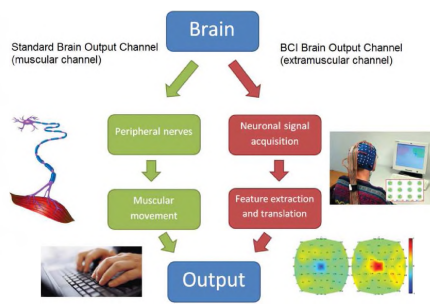 Brain
Standard Brain Output Channel
(muscular channel)
BCI Brain Output Channel
(extramuscular channel)
Peripheral nerves
Neuronal signal
acquisition
Muscular
movement
Feature extraction
and translation
Output